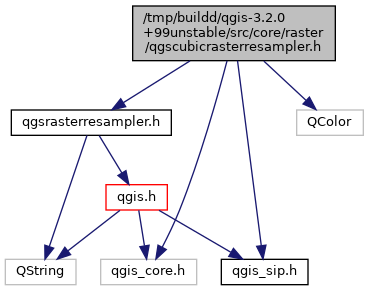 /tmp/buildd/qgis-3.2.0
+99unstable/src/core/raster
/qgscubicrasterresampler.h
qgsrasterresampler.h
QColor
qgis.h
QString
qgis_core.h
qgis_sip.h